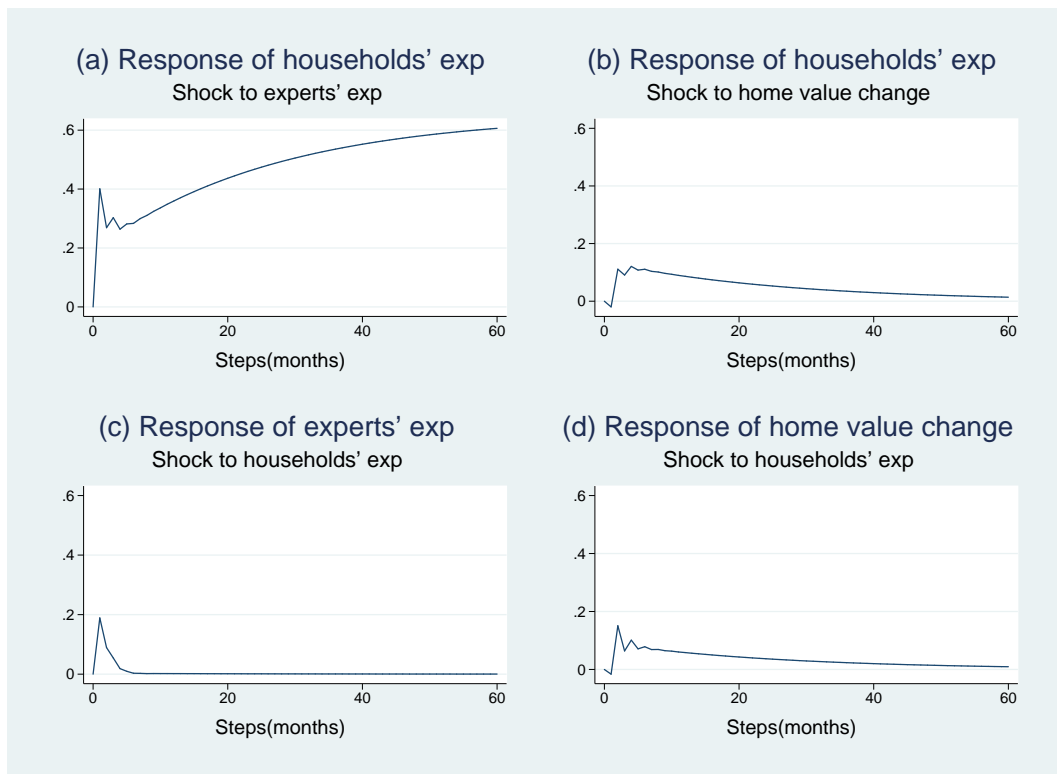 (a) Response of households’ exp
Shock to experts’ exp
.6
.4
.2
0
0 20 40 60
Steps(months)
(b) Response of households’ exp
Shock to home value change
.6
.4
.2
0
0 20 40 60
Steps(months)
(c) Response of experts’ exp
Shock to households’ exp
.6
.4
.2
0
0 20 40 60
Steps(months)
(d) Response of home value change
Shock to households’ exp
.6
.4
.2
0
0 20 40 60
Steps(months)